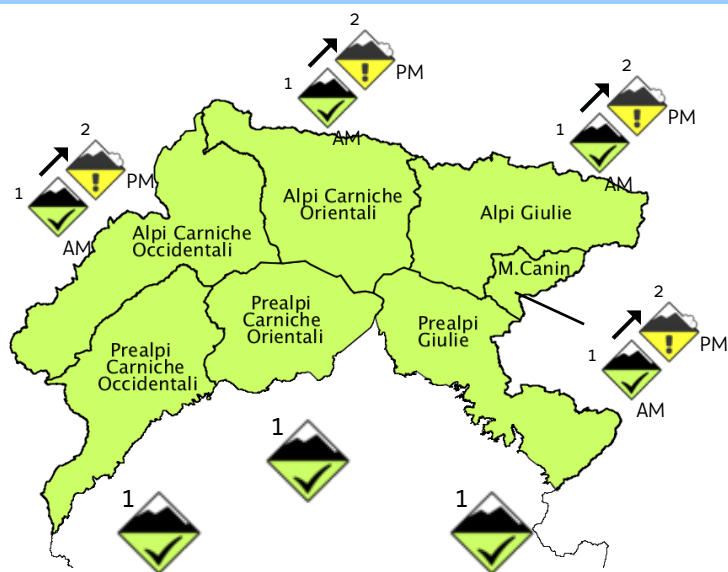 2
1
PM
AM
2
1
PM
AM
2
1
PM
AM
Alpi Carniche
Orientali
Alpi Giulie
Alpi Carniche
Occidentali
M.Canin
2
1
PM
AM
Prealpi
Carniche
Orientali
Prealpi
Giulie
Prealpi
Carniche
Occidentali
1
1
1